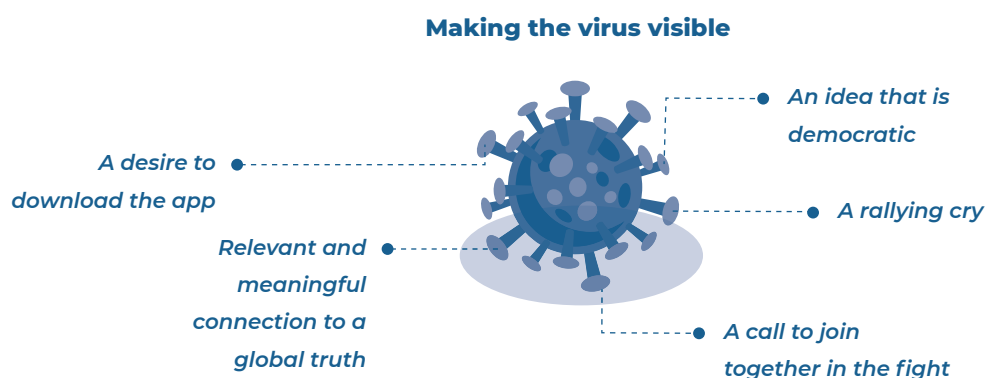 Making the virus visible
An idea that is
democratic
A desire to
download the app
A rallying cry
Relevant and
meaningful
connection to a
global truth
A call to join
together in the fight